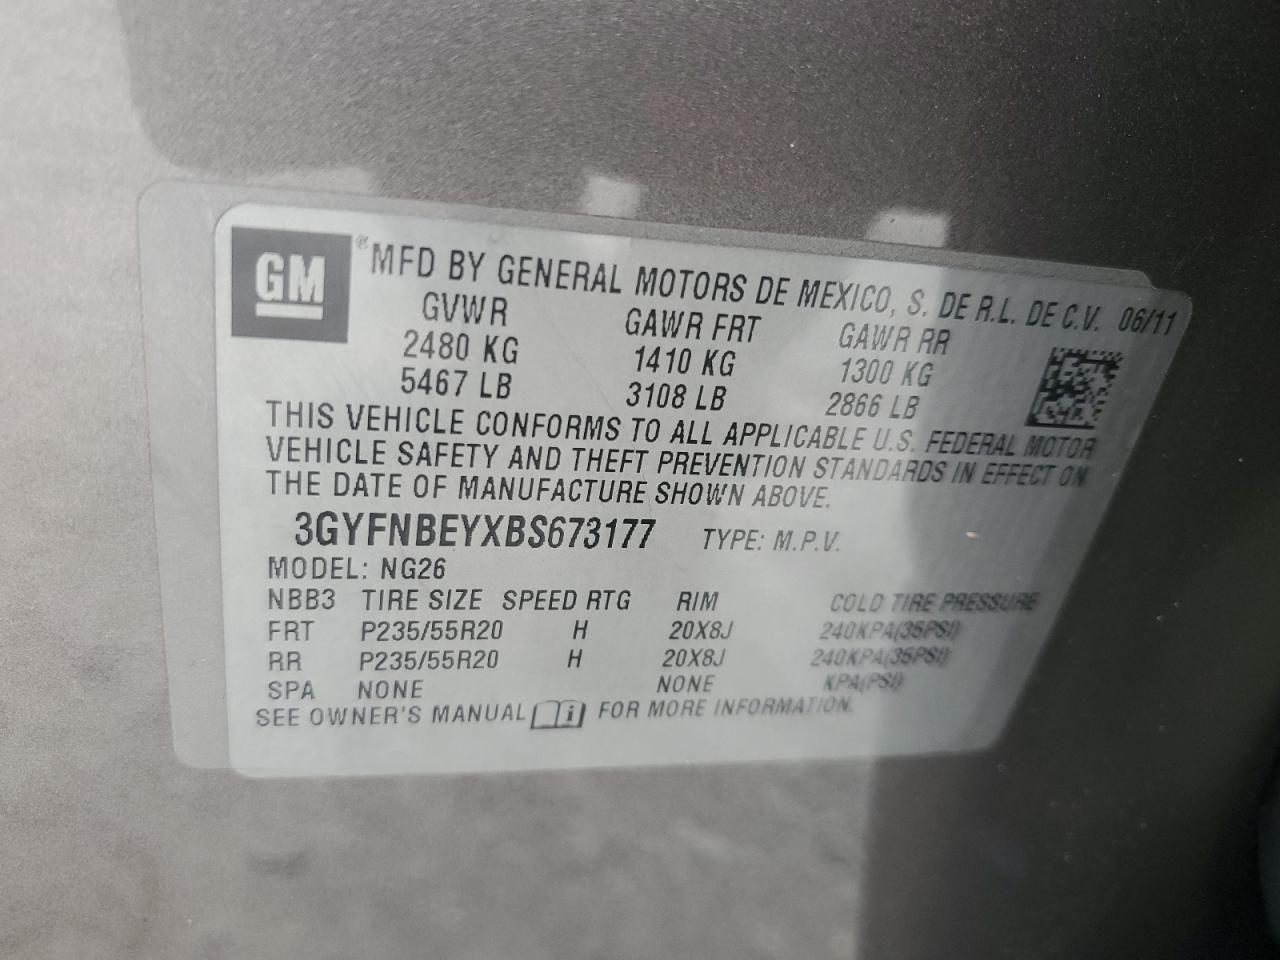 GM ® MFD BY GENERAL MOTORS DE MEXICO, S. DE R.L. DE C.V. 06/11
GVWR GAWR FRT GAWR RR
2480 KG 1410 KG 1300 KG
5467 LB 3108 LB 2866 LB
THIS VEHICLE CONFORMS TO ALL APPLICABLE U.S. FEDERAL MOTOR
VEHICLE SAFETY AND THEFT PREVENTION STANDARDS IN EFFECT ON
THE DATE OF MANUFACTURE SHOWN ABOVE.
3GYFNBEYXBS673177 TYPE: M.P.V.
MODEL: NG26
NBB3 TIRE SIZE SPEED RTG RIM COLD TIRE PRESSURE
FRT P235/55R20 H 20X8J 240KPA(35PSI)
RR P235/55R20 H 20X8J 240KPA(35PSI)
SPA NONE NONE KPA(PSI)
SEE OWNER'S MANUAL i FOR MORE INFORMATION.